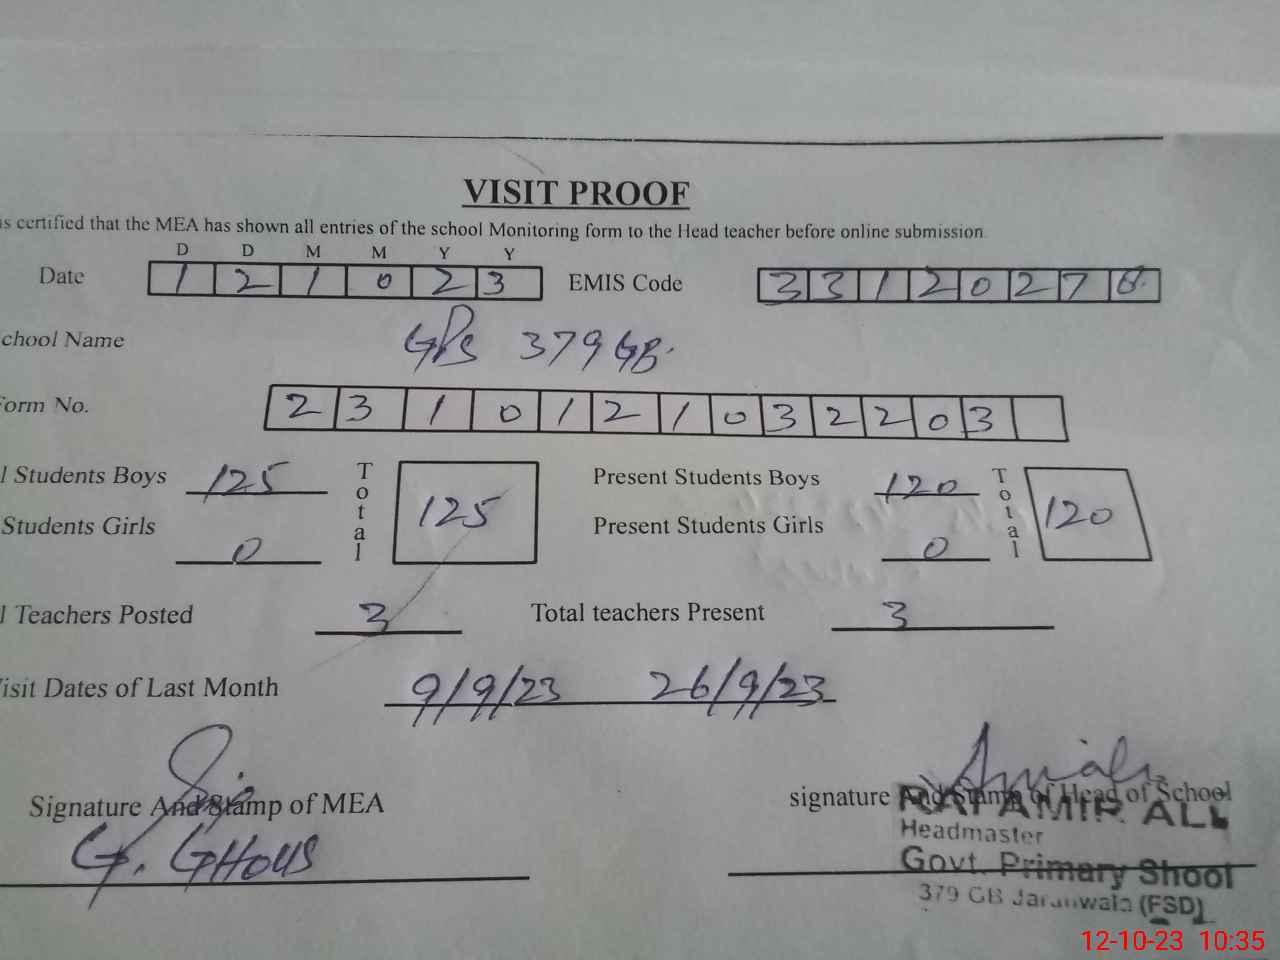 VISIT PROOF
is certified that the MEA has shown all entries of the school Monitoring form to the Head teacher before online submission.
D D M M Y Y
Date 1 2 1 0 2 3 EMIS Code 3 3 1 2 0 2 7 6
chool Name GPS 379 GB.
Form No. 2 3 1 0 1 2 1 0 3 2 2 0 3
l Students Boys 125 Total 125 Present Students Boys 120 Total 120
Students Girls 0 Present Students Girls 0
l Teachers Posted 3 Total teachers Present 3
isit Dates of Last Month 9/9/23 26/9/23
Signature And Stamp of MEA signature And Stamp of Head of School
G. GHOUS
RAI AMIR ALI
Headmaster
Govt. Primary Shool
379 GB Jaranwala (FSD)
12-10-23 10:35